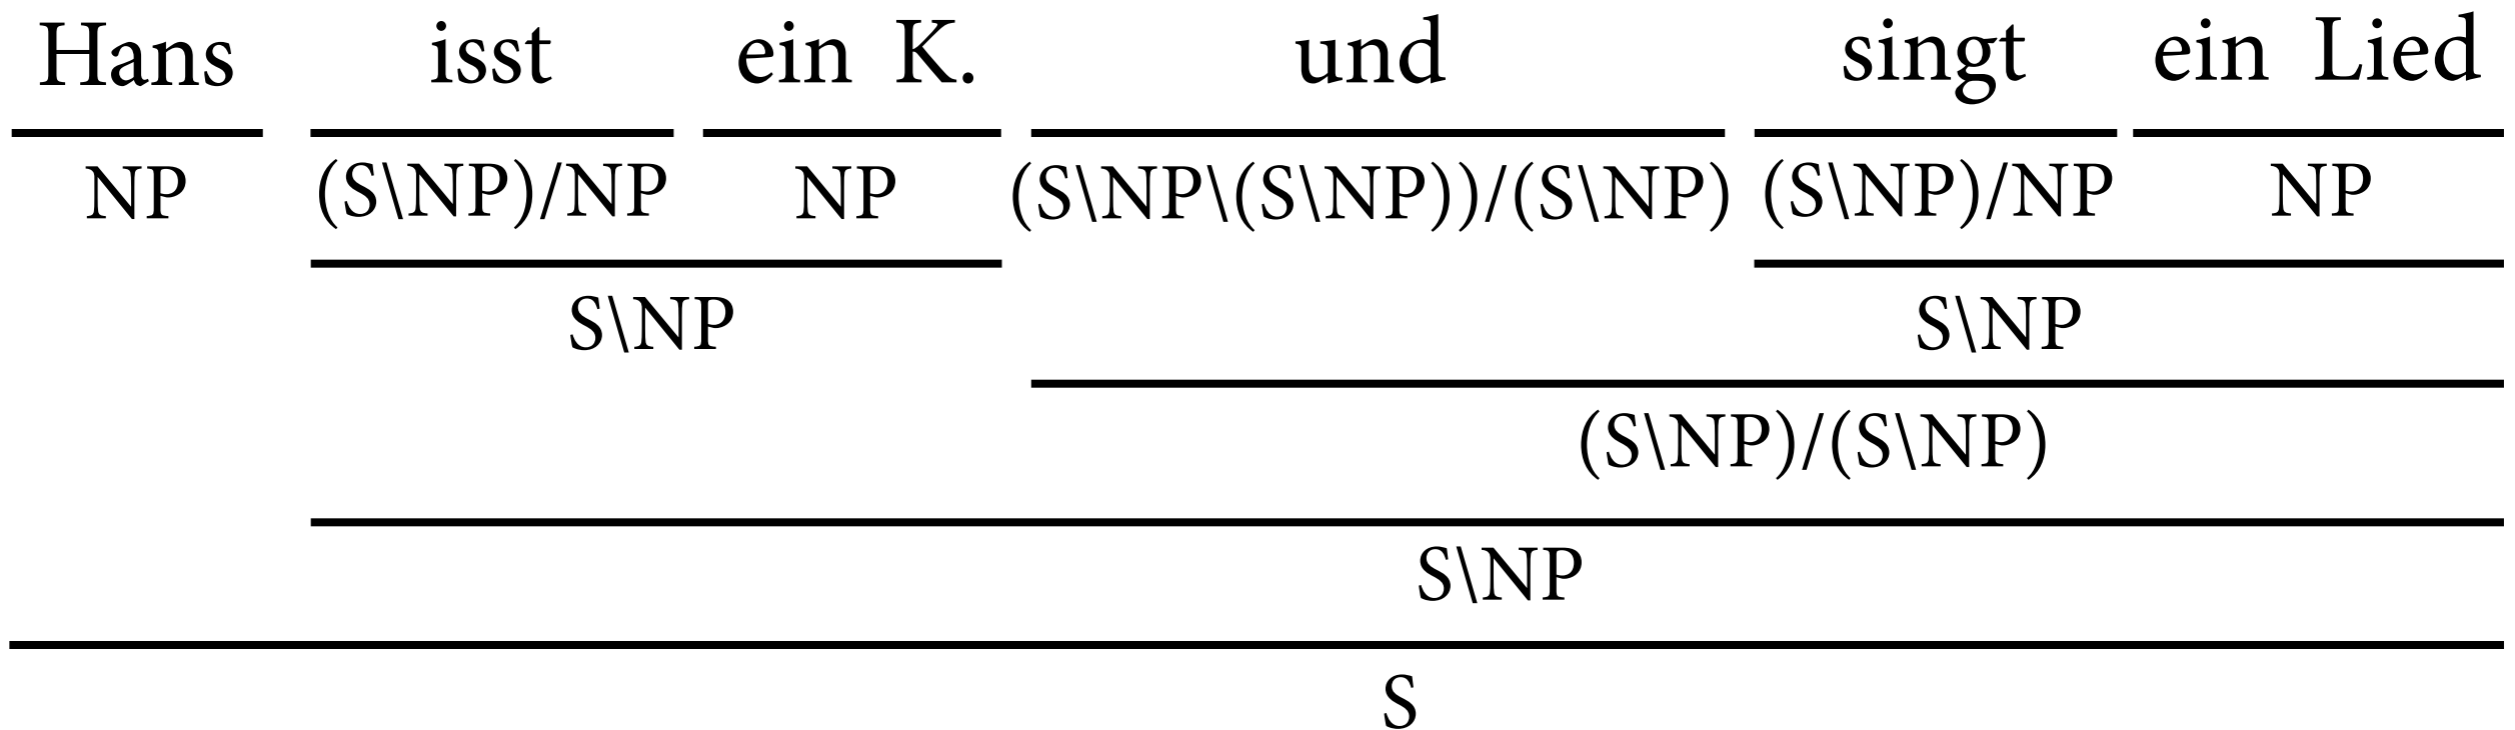 Hans isst ein K. und singt ein Lied
NP (S\NP)/NP NP (S\NP\(S\NP))/(S\NP) (S\NP)/NP NP
S\NP S\NP
(S\NP)/(S\NP)
S\NP
S